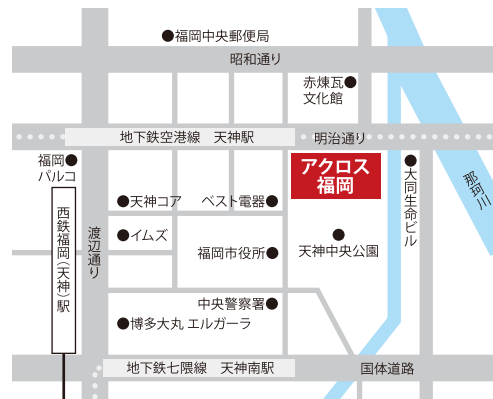 福岡中央郵便局
昭和通り
赤煉瓦
文化館
地下鉄空港線 天神駅
明治通り
福岡
パルコ
アクロス
福岡
大同生命ビル
那珂川
西鉄福岡(天神)駅
渡辺通り
天神コア
ベスト電器
イムズ
福岡市役所
天神中央公園
中央警察署
博多大丸 エルガーラ
地下鉄七隈線 天神南駅
国体道路